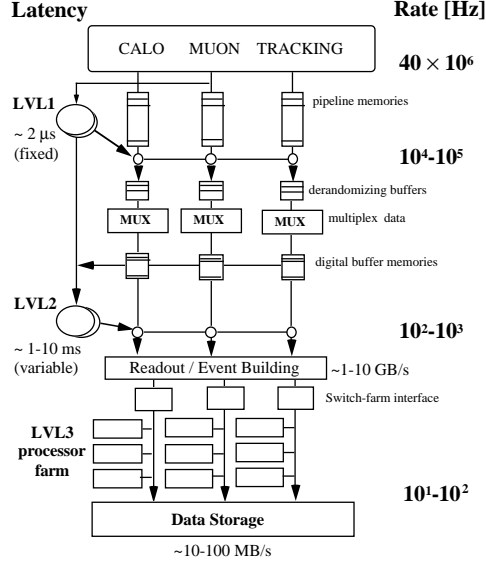 Latency Rate [Hz]
CALO MUON TRACKING
40 × 10⁶
LVL1
pipeline memories
~ 2 μs
(fixed)
10⁴-10⁵
derandomizing buffers
MUX MUX MUX multiplex data
digital buffer memories
LVL2
10²-10³
~ 1-10 ms
(variable)
Readout / Event Building ~1-10 GB/s
Switch-farm interface
LVL3
processor
farm
10¹-10²
Data Storage
~10-100 MB/s